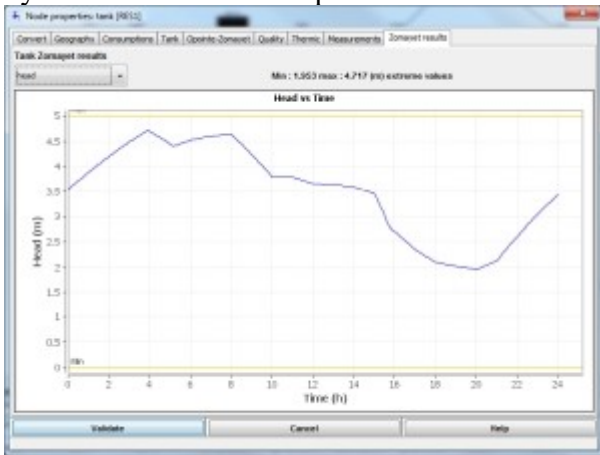 Node properties: tank [RES1]
Convert Geography Consumptions Tank Opointe-Zomayet Quality Thermic Measurements Zomayet results
Tank Zomayet results
head
Min : 1.953 max : 4.717 (m) extreme values
Head vs Time
5
4.5
4
3.5
3
2.5
2
1.5
1
0.5
0
Head (m)
Min
0 2 4 6 8 10 12 14 16 18 20 22 24
Time (h)
Validate Cancel Help